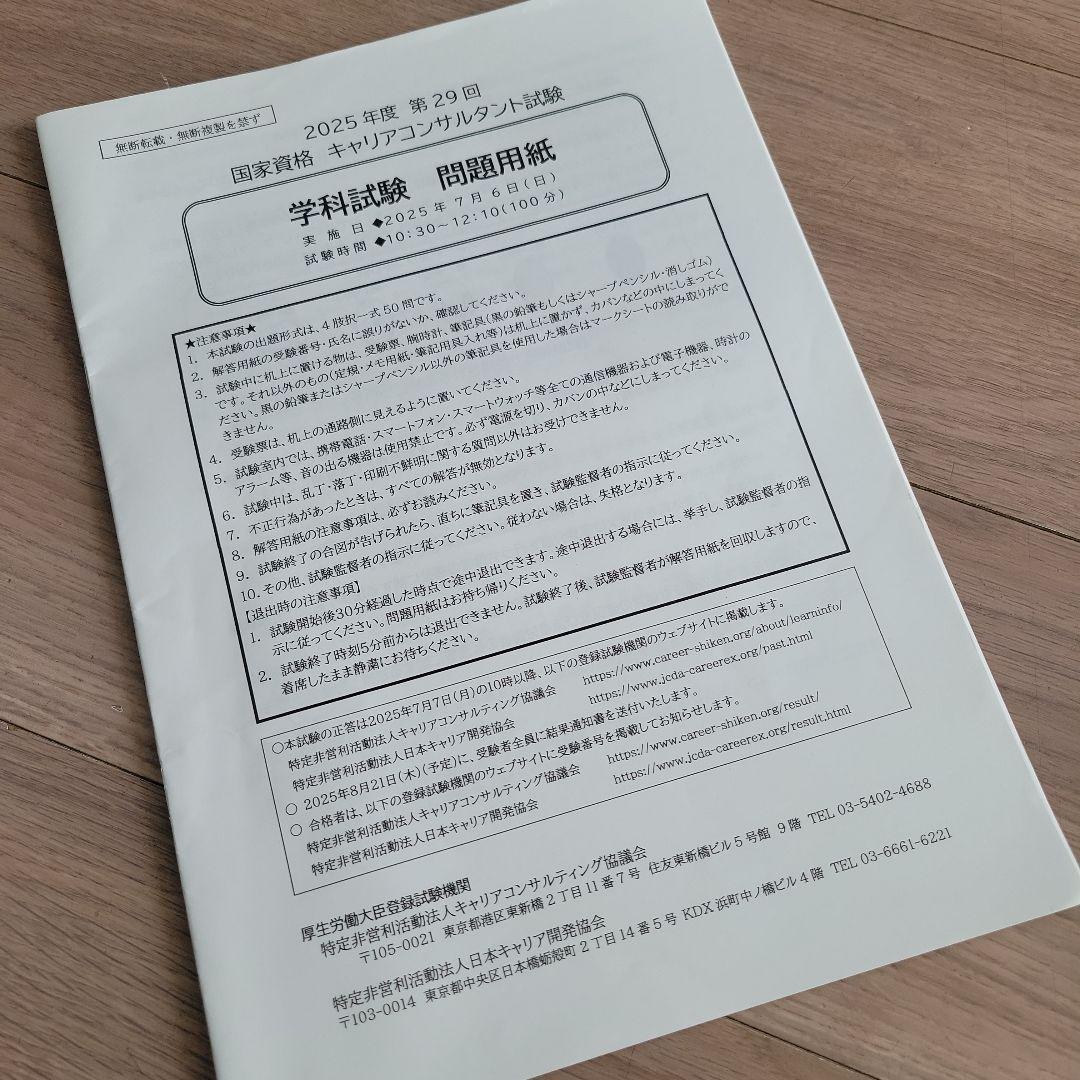 無断転載・無断複製を禁ず
2025年度 第29回
国家資格 キャリアコンサルタント試験
学科試験 問題用紙
実施日◆2025年7月6日(日)
試験時間◆10:30~12:10(100分)
★注意事項★
1. 本試験の出題形式は、4肢択一式50問です。
2. 解答用紙の受験番号・氏名に誤りがないか、確認してください。
3. 試験中に机上に置ける物は、受験票、腕時計、筆記具(黒の鉛筆もしくはシャープペンシル・消しゴム)
です。それ以外のもの(定規・メモ用紙・筆記用具入れ等)は机上に置かず、カバンなどの中にしまってく
ださい。黒の鉛筆またはシャープペンシル以外の筆記具を使用した場合はマークシートの読み取りがで
きません。
4. 受験票は、机上の通路側に見えるように置いてください。
5. 試験室内では、携帯電話・スマートフォン・スマートウォッチ等全ての通信機器および電子機器、時計の
アラーム等、音の出る機器は使用禁止です。必ず電源を切り、カバンの中などにしまってください。
6. 試験中は、乱丁・落丁・印刷不鮮明に関する質問以外はお受けできません。
7. 不正行為があったときは、すべての解答が無効となります。
8. 解答用紙の注意事項は、必ずお読みください。
9. 試験終了の合図が告げられたら、直ちに筆記具を置き、試験監督者の指示に従ってください。
10. その他、試験監督者の指示に従ってください。従わない場合は、失格となります。
【退出時の注意事項】
1. 試験開始後30分経過した時点で途中退出できます。途中退出する場合には、挙手し、試験監督者の指
示に従ってください。問題用紙はお持ち帰りください。
2. 試験終了時刻5分前からは退出できません。試験終了後、試験監督者が解答用紙を回収しますので、
着席したまま静粛にお待ちください。
○本試験の正答は2025年7月7日(月)の10時以降、以下の登録試験機関のウェブサイトに掲載します。
特定非営利活動法人キャリアコンサルティング協議会 https://www.career-shiken.org/about/learninfo/
特定非営利活動法人日本キャリア開発協会 https://www.jcda-careerex.org/past.html
○ 2025年8月21日(木)(予定)に、受験者全員に結果通知書を送付いたします。
○ 合格者は、以下の登録試験機関のウェブサイトに受験番号を掲載してお知らせします。
特定非営利活動法人キャリアコンサルティング協議会 https://www.career-shiken.org/result/
特定非営利活動法人日本キャリア開発協会 https://www.jcda-careerex.org/result.html
厚生労働大臣登録試験機関
特定非営利活動法人キャリアコンサルティング協議会
〒105-0021 東京都港区東新橋2丁目11番7号 住友東新橋ビル5号館 9階 TEL 03-5402-4688
特定非営利活動法人日本キャリア開発協会
〒103-0014 東京都中央区日本橋蛎殻町2丁目14番5号 KDX浜町中ノ橋ビル4階 TEL 03-6661-6221